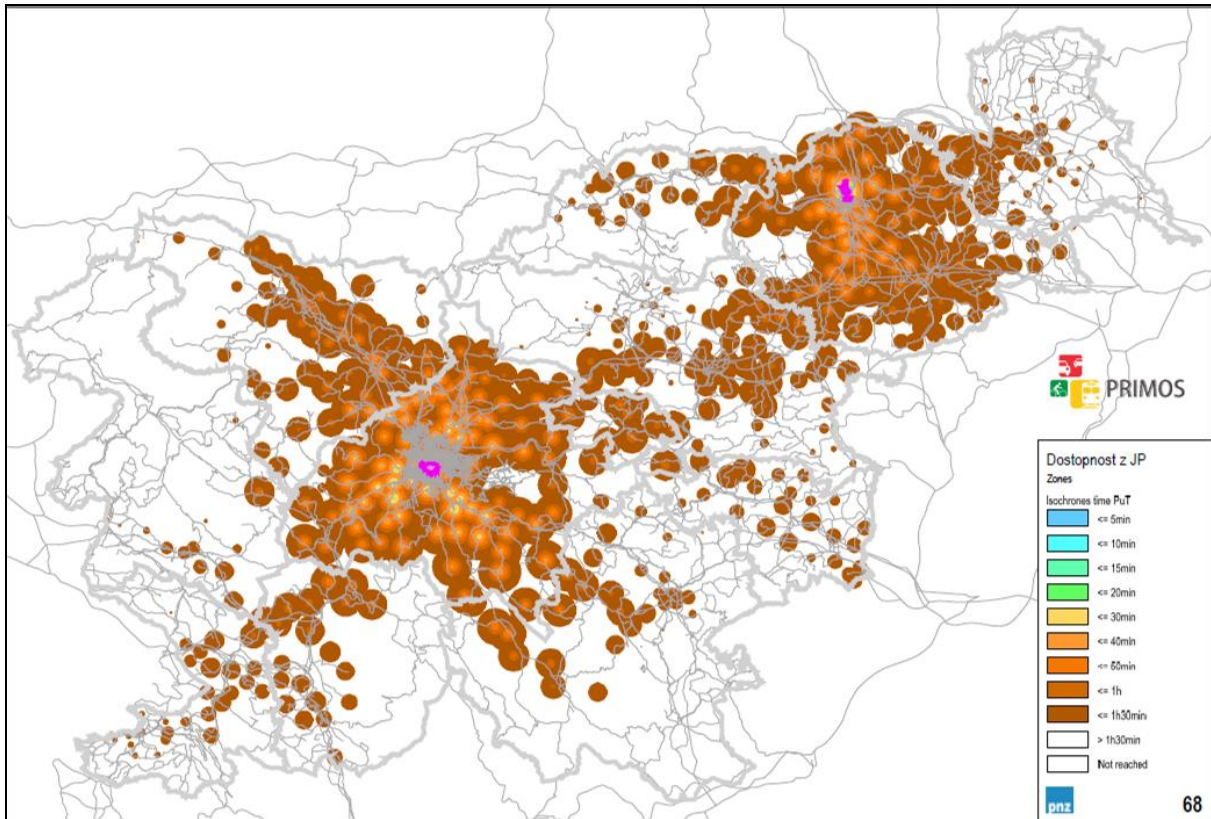 PRIMOS
Dostopnost z JP
Zones
Isochrones time PuT
<= 5min
<= 10min
<= 15min
<= 20min
<= 30min
<= 40min
<= 50min
<= 1h
<= 1h30min
> 1h30min
Not reached
pnz
68